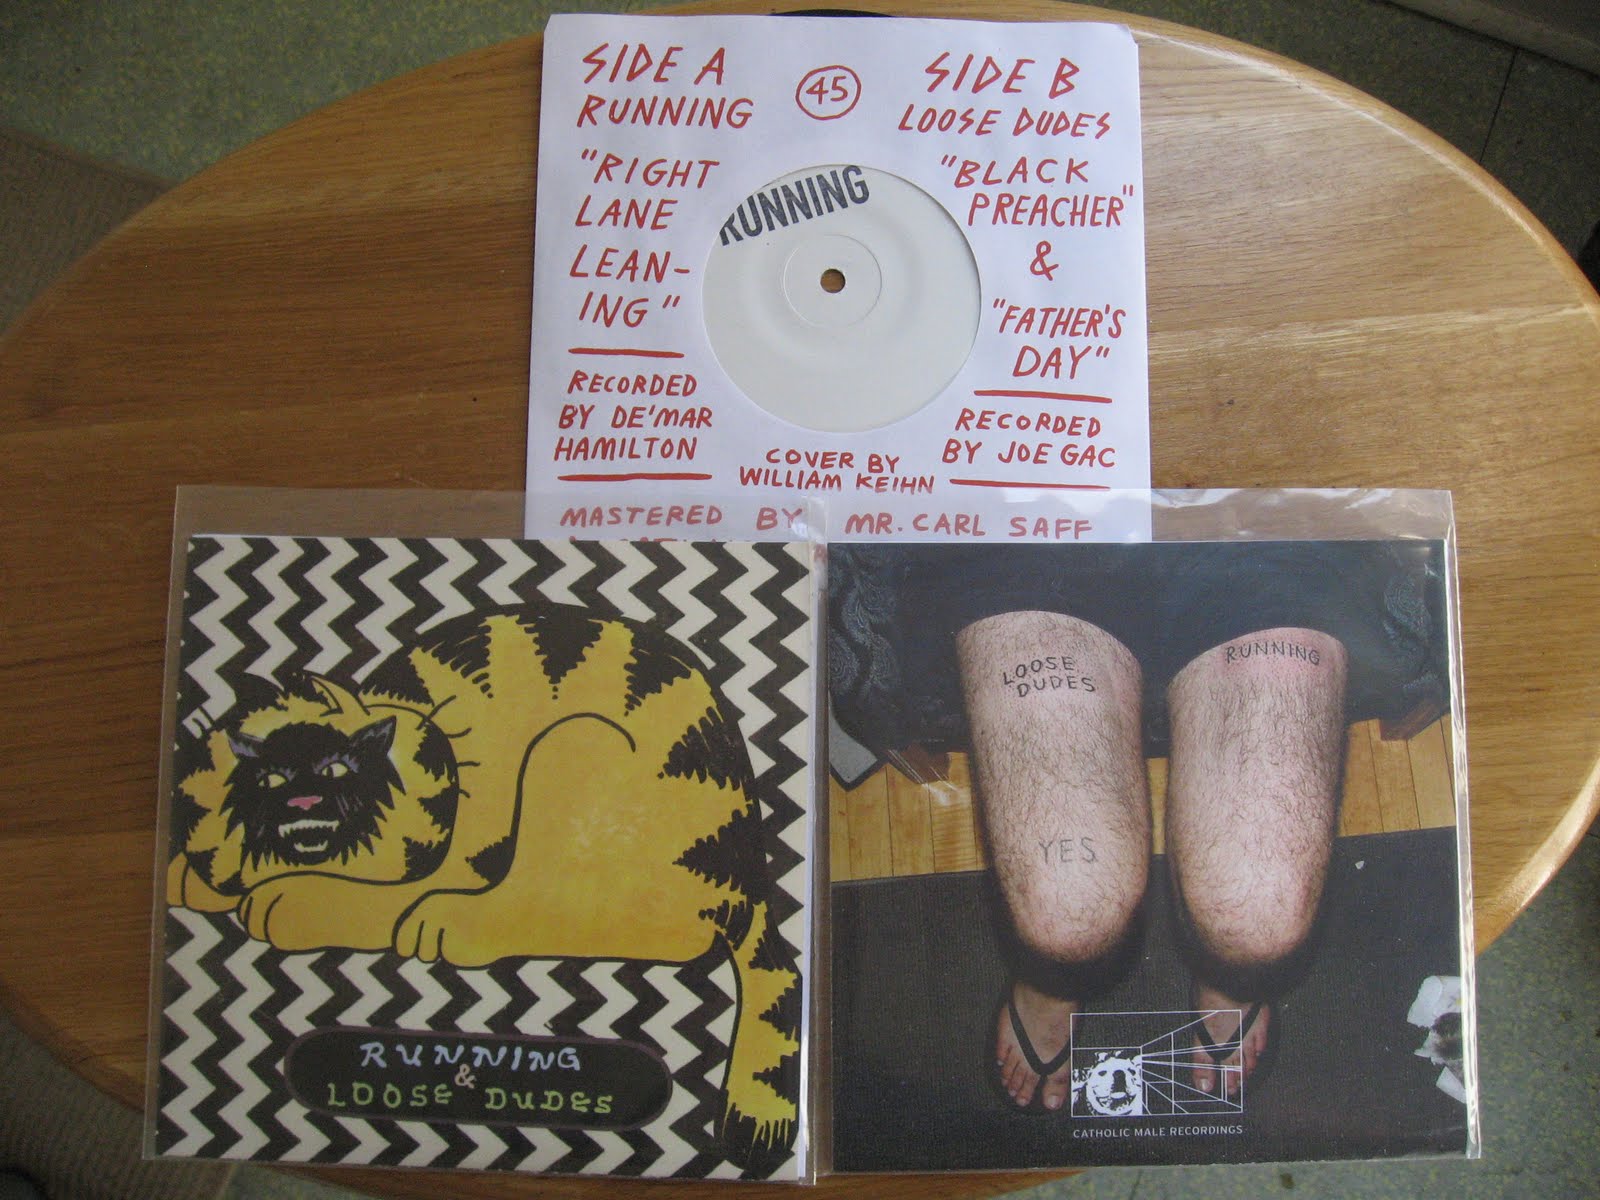 SIDE A
RUNNING
"RIGHT
LANE
LEAN-
ING"
RECORDED
BY DE'MAR
HAMILTON
45
RUNNING
COVER BY
WILLIAM KEIHN
SIDE B
LOOSE DUDES
"BLACK
PREACHER"
&
"FATHER'S
DAY"
RECORDED
BY JOE GAC
MASTERED BY MR. CARL SAFF
RUNNING
&
LOOSE DUDES
LOOSE
DUDES
RUNNING
YES
CATHOLIC MALE RECORDINGS